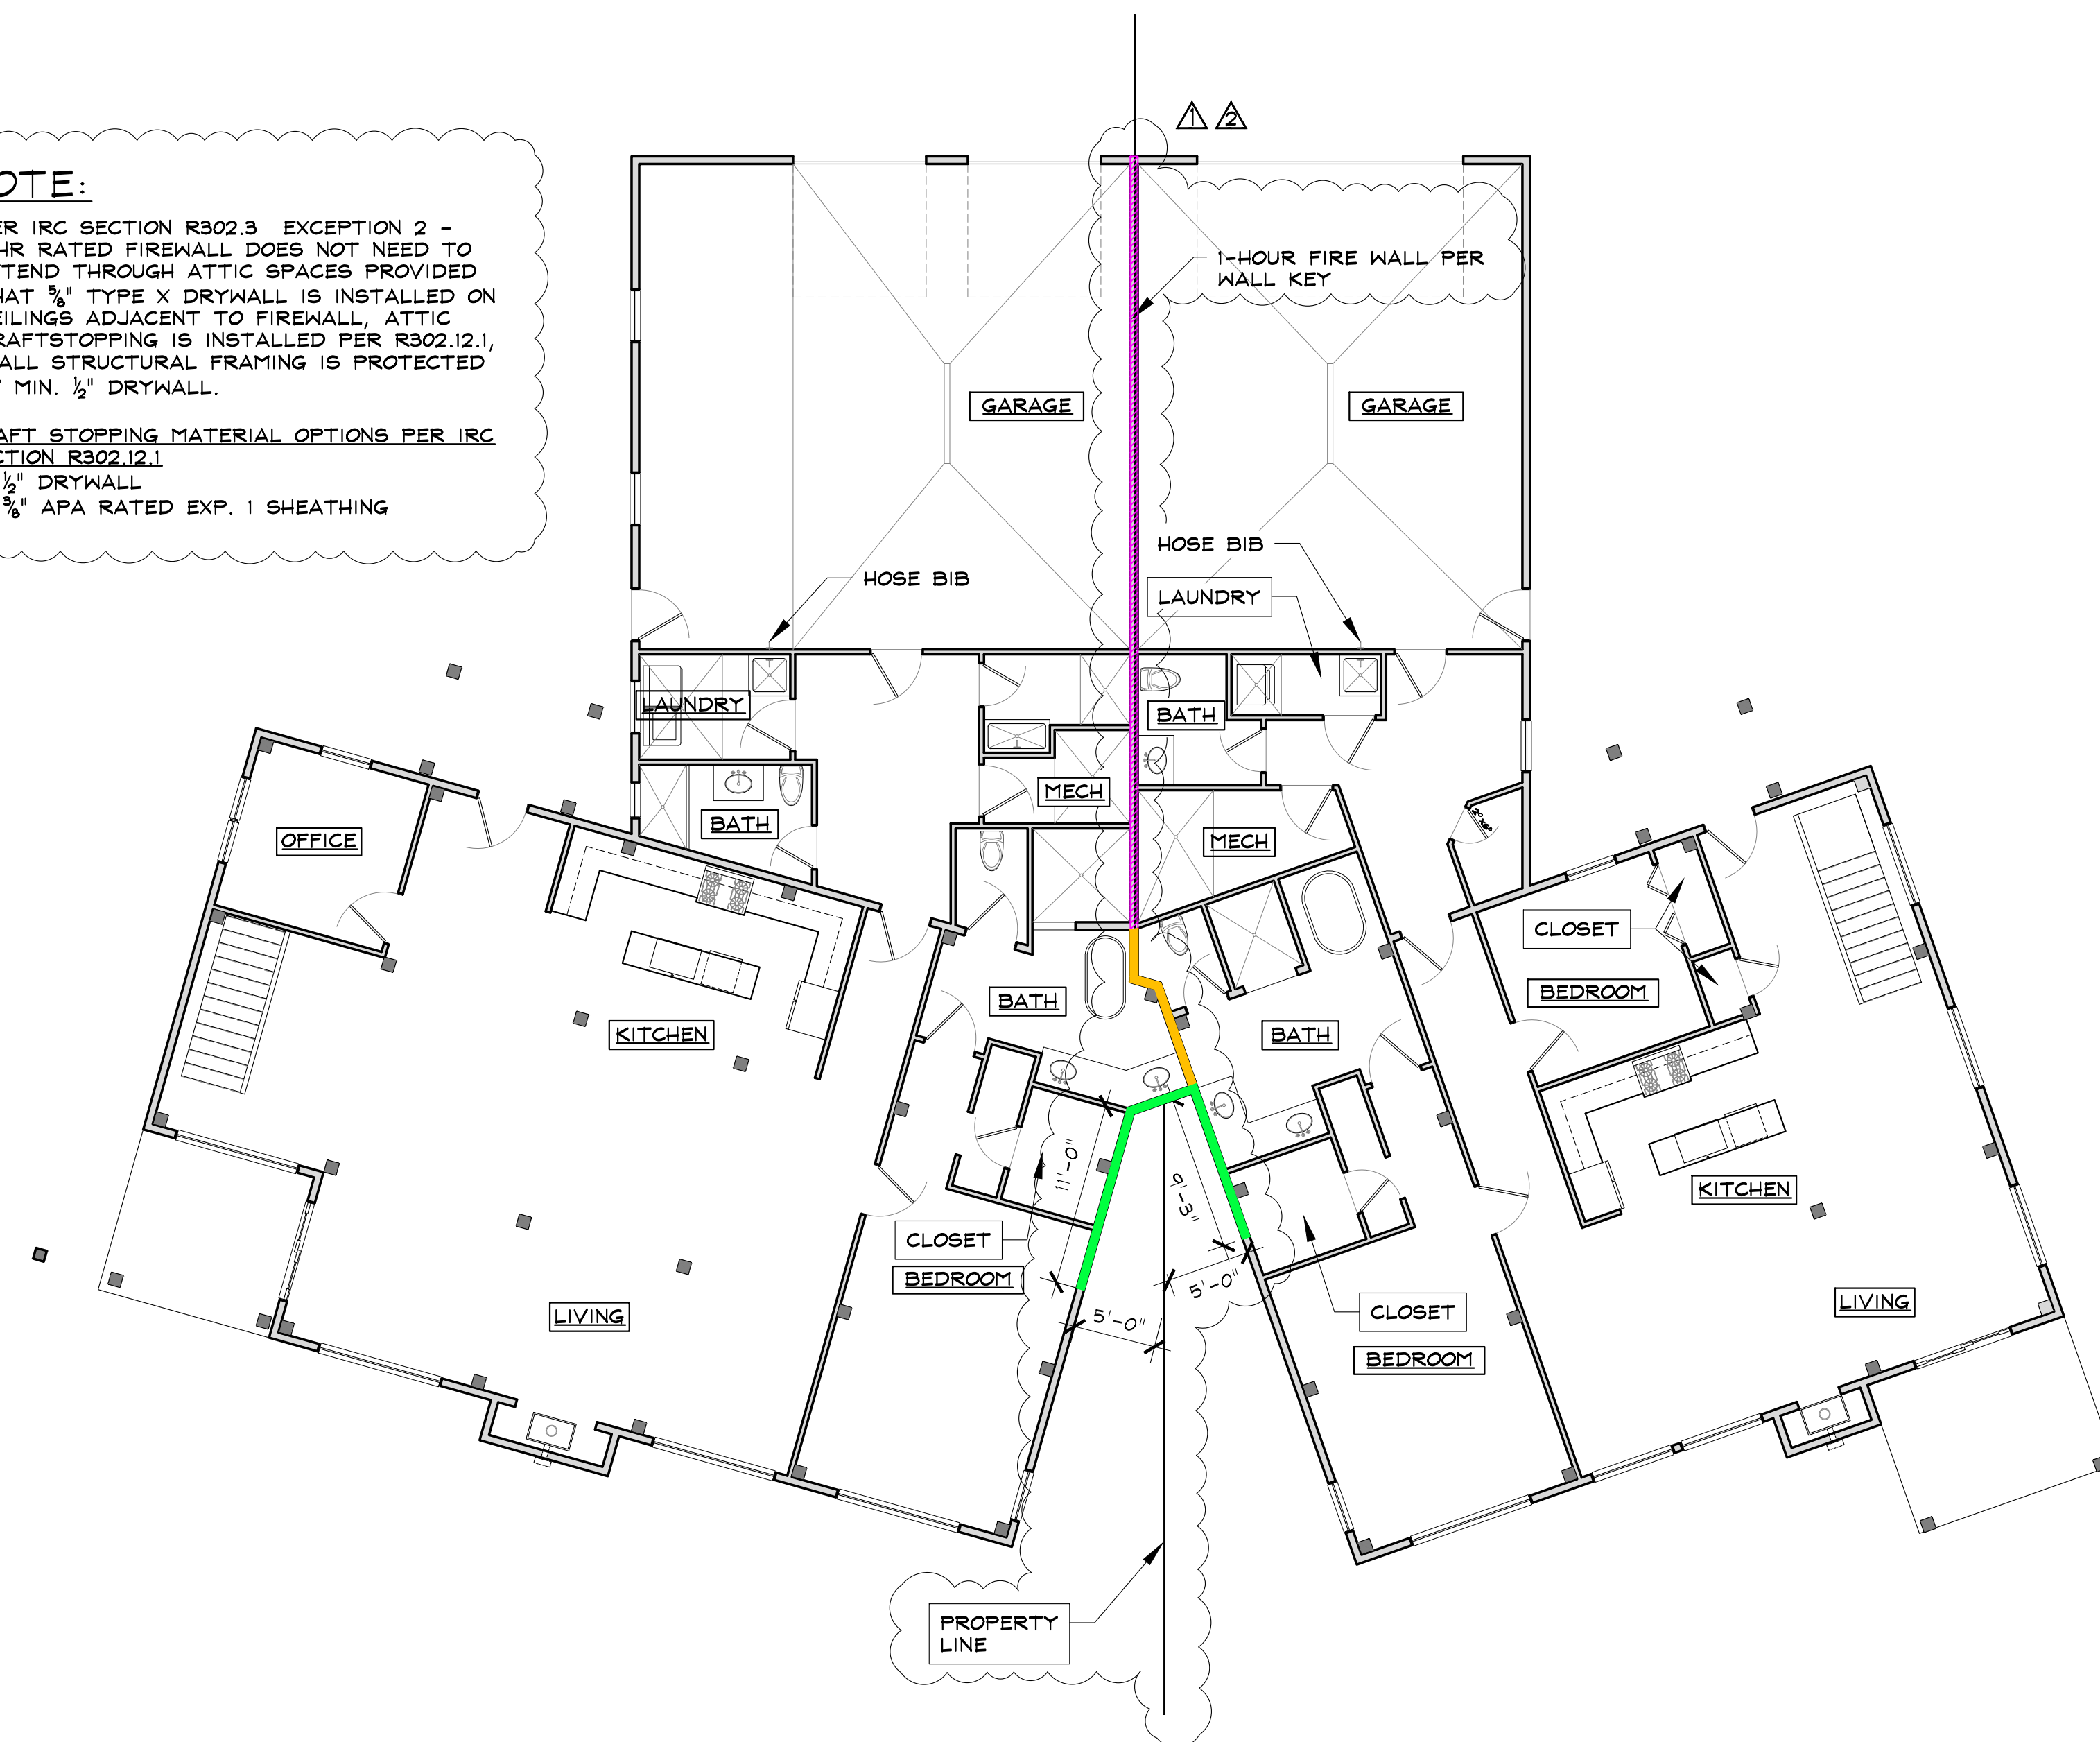 OTE:
ER IRC SECTION R302.3 EXCEPTION 2 -
HR RATED FIREWALL DOES NOT NEED TO
TEND THROUGH ATTIC SPACES PROVIDED
HAT 5/8" TYPE X DRYWALL IS INSTALLED ON
EILINGS ADJACENT TO FIREWALL, ATTIC
RAFTSTOPPING IS INSTALLED PER R302.12.1,
ALL STRUCTURAL FRAMING IS PROTECTED
MIN. 1/2" DRYWALL.
AFT STOPPING MATERIAL OPTIONS PER IRC
CTION R302.12.1
1/2" DRYWALL
3/8" APA RATED EXP. 1 SHEATHING
1
2
1-HOUR FIRE WALL PER
WALL KEY
GARAGE
GARAGE
HOSE BIB
HOSE BIB
LAUNDRY
LAUNDRY
BATH
MECH
BATH
MECH
OFFICE
CLOSET
BEDROOM
BATH
KITCHEN
BATH
11'-0"
9'-3"
KITCHEN
CLOSET
BEDROOM
5'-0"
5'-0"
LIVING
CLOSET
LIVING
BEDROOM
PROPERTY
LINE